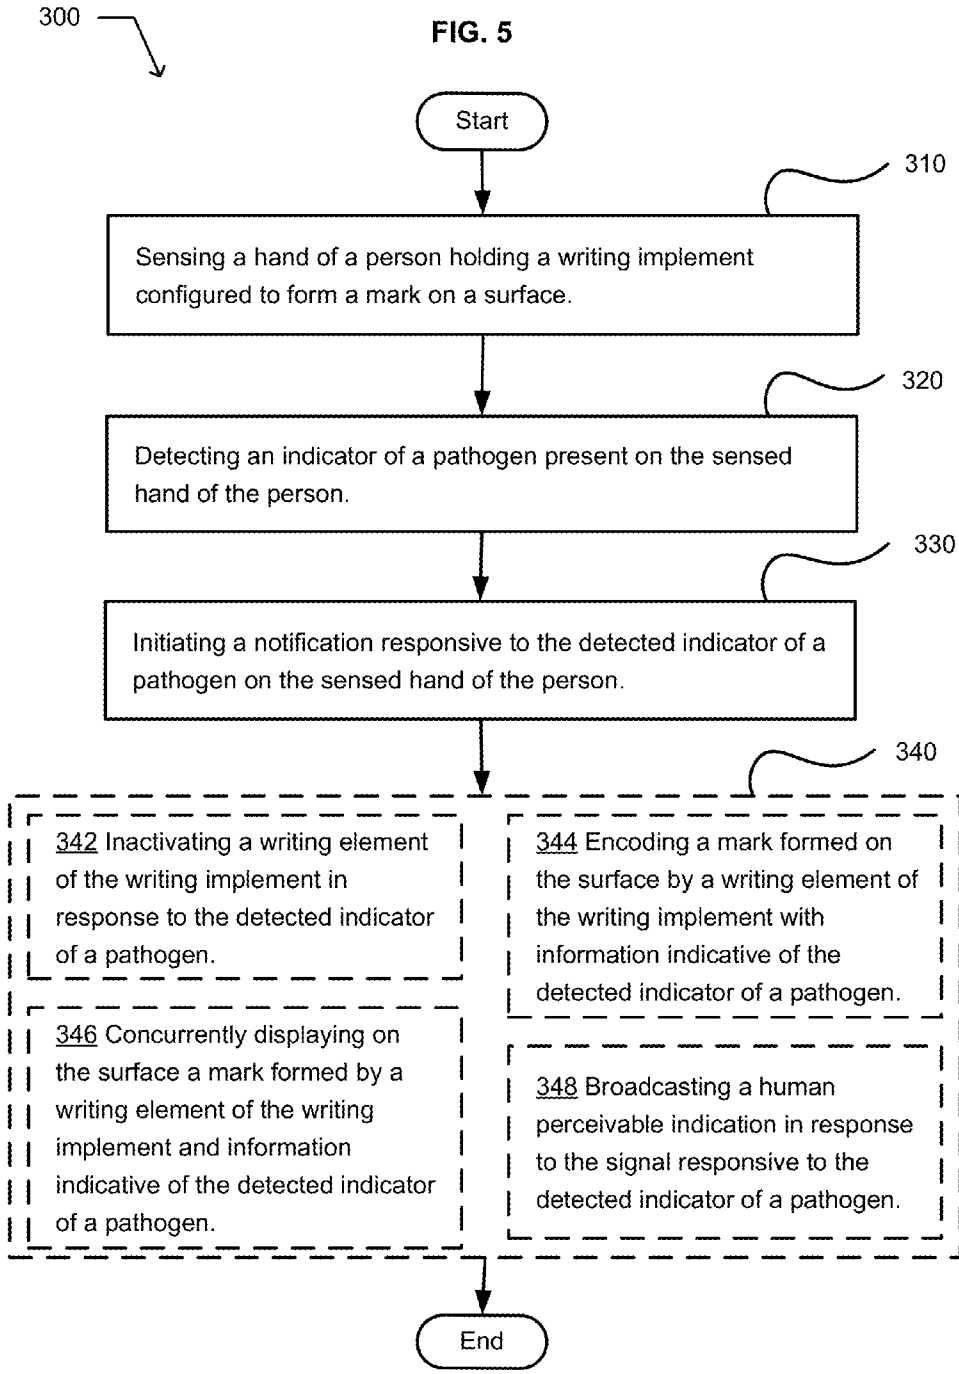 300
FIG. 5
Start
310
Sensing a hand of a person holding a writing implement
configured to form a mark on a surface.
320
Detecting an indicator of a pathogen present on the sensed
hand of the person.
330
Initiating a notification responsive to the detected indicator of a
pathogen on the sensed hand of the person.
340
342 Inactivating a writing element
of the writing implement in
response to the detected indicator
of a pathogen.
344 Encoding a mark formed on
the surface by a writing element of
the writing implement with
information indicative of the
detected indicator of a pathogen.
346 Concurrently displaying on
the surface a mark formed by a
writing element of the writing
implement and information
indicative of the detected indicator
of a pathogen.
348 Broadcasting a human
perceivable indication in response
to the signal responsive to the
detected indicator of a pathogen.
End